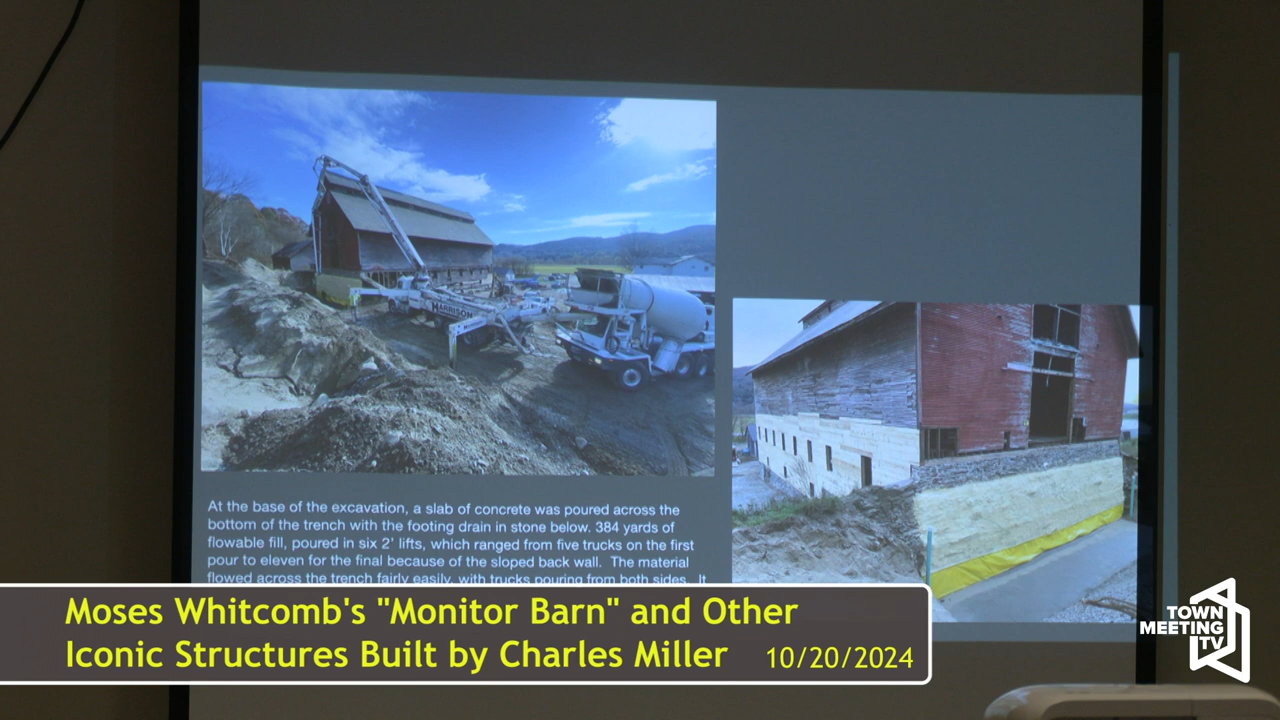 HARRISON
At the base of the excavation, a slab of concrete was poured across the
bottom of the trench with the footing drain in stone below. 384 yards of
flowable fill, poured in six 2' lifts, which ranged from five trucks on the first
pour to eleven for the final because of the sloped back wall. The material
flowed across the trench fairly easily, with trucks pouring from both sides. It
Moses Whitcomb's "Monitor Barn" and Other
Iconic Structures Built by Charles Miller 10/20/2024
TOWN
MEETING
TV